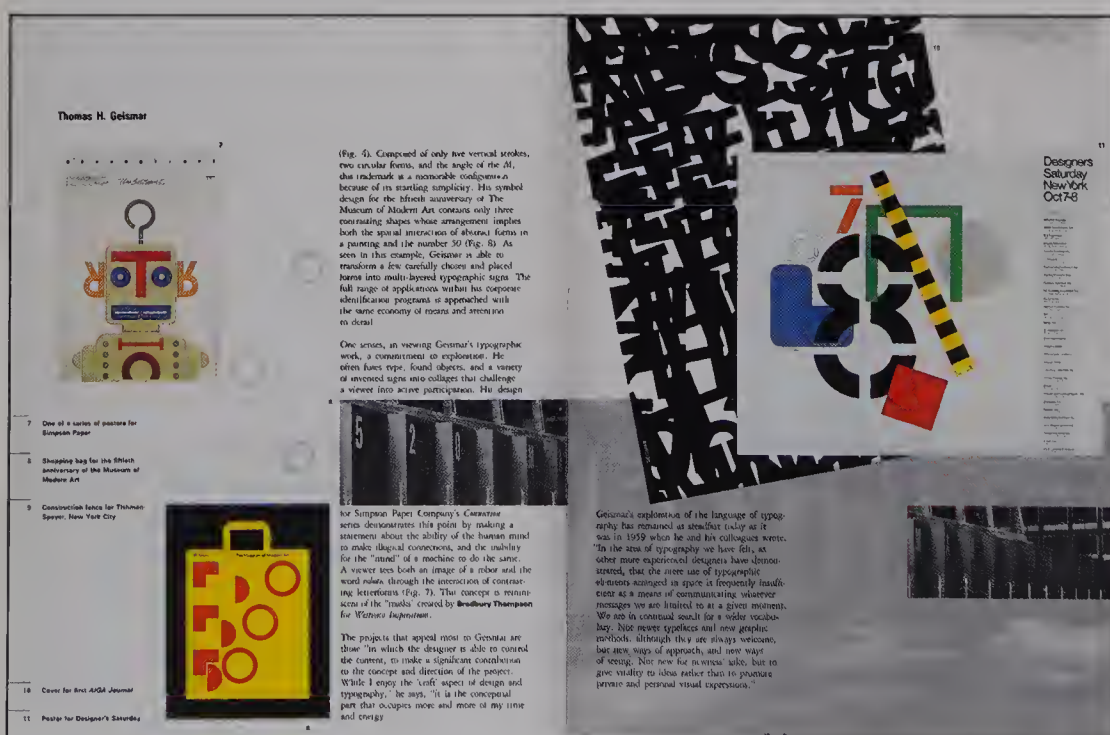 Thomas H. Geismar
7
(Fig. 4). Composed of only five vertical strokes,
two circular forms, and the angle of the M,
this trademark is a memorable configuration
because of its startling simplicity. His symbol
design for the fiftieth anniversary of The
Museum of Modern Art contains only three
contrasting shapes whose arrangement implies
both the spatial interaction of abstract forms in
a painting and the number 50 (Fig. 8). As
seen in this example, Geismar is able to
transform a few carefully chosen and placed
forms into multi-layered typographic signs. The
full range of applications within his corporate
identification programs is approached with
the same economy of means and attention
to detail
One senses, in viewing Geismar's typographic
work, a commitment to exploration. He
often fuses type, found objects, and a variety
of invented signs into collages that challenge
a viewer into active participation. His design
7 One of a series of posters for
Simpson Paper
8 Shopping bag for the fiftieth
anniversary of the Museum of
Modern Art
9 Construction fence for Tishman-
Speyer, New York City
5 2 8
for Simpson Paper Company's
series demonstrates this point by making a
statement about the ability of the human mind
to make illogical connections, and the inability
for the "mind" of a machine to do the same.
A viewer sees both an image of a robot and the
word robot, through the interaction of contrast-
ing letterforms (Fig. 7). This concept is remini-
scent of the "masks" created by Bradbury Thompson
for Westvaco Inspirations.
The Museum of Modern Art
The projects that appeal most to Geismar are
those "in which the designer is able to control
the content, to make a significant contribution
to the concept and direction of the project.
While I enjoy the 'craft' aspect of design and
typography," he says, "it is the conceptual
part that occupies more and more of my time
and energy
10 Cover for first AIGA Journal
11 Poster for Designer's Saturday
10
11
Designers
Saturday
New York
Oct 7-8
7
8
Geismar's exploration of the language of typog-
raphy has remained as steadfast today as it
was in 1959 when he and his colleagues wrote,
"In the area of typography we have felt, as
other more experienced designers have demon-
strated, that the mere use of typographic
elements arranged in space is frequently insuffi-
cient as a means of communicating whatever
messages we are limited to at a given moment.
We are in continual search for a wider vocabu-
lary. Not newer typefaces and new graphic
methods, although they are always welcome,
but new ways of approach, and new ways
of seeing. Not new for newness' sake, but to
give vitality to ideas rather than to promote
private and personal visual expressions."